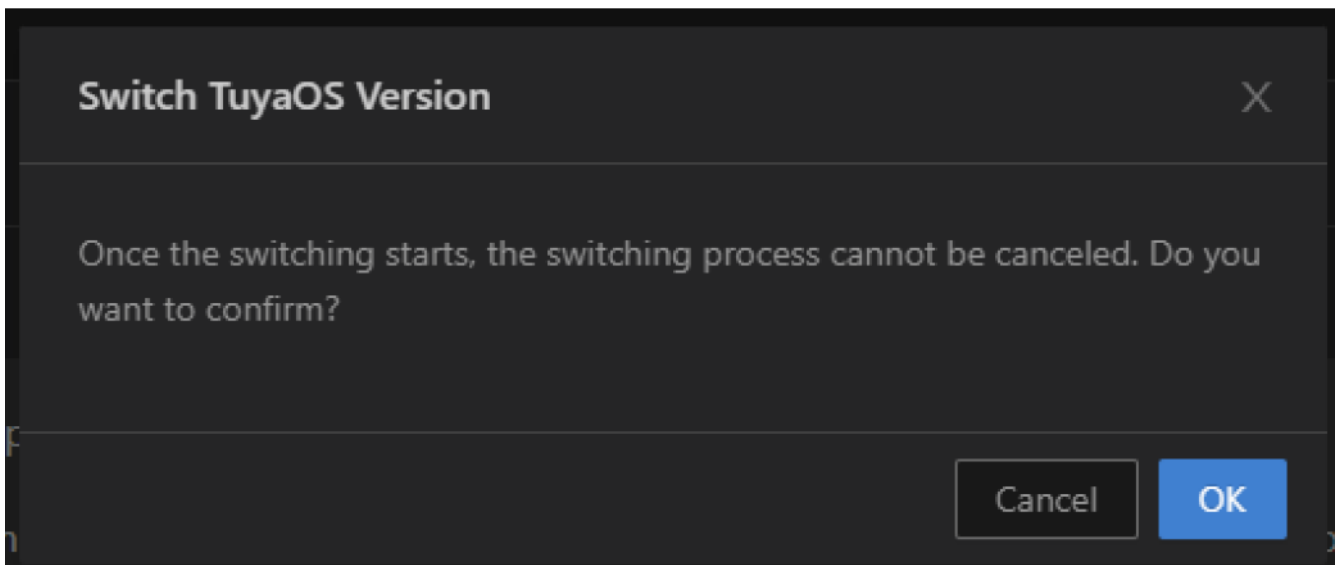 Switch TuyaOS Version
X
Once the switching starts, the switching process cannot be canceled. Do you
want to confirm?
Cancel
OK